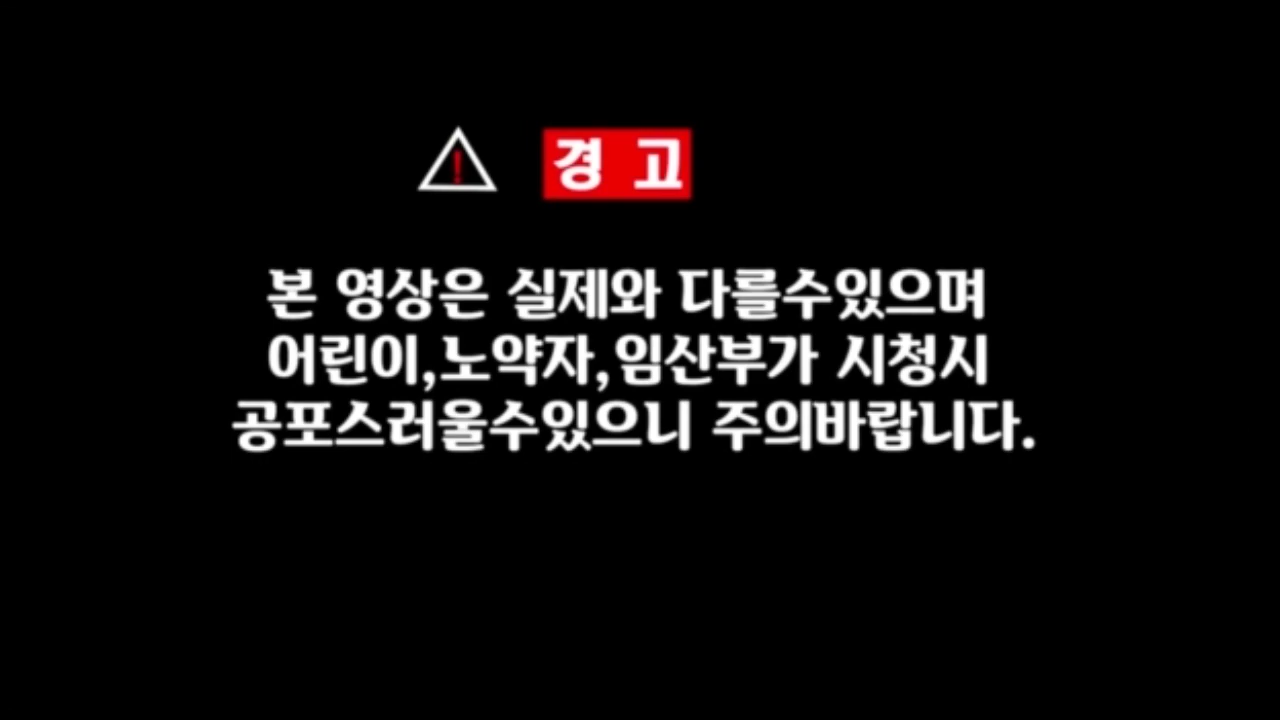 경 고
본 영상은 실제와 다를수있으며
어린이,노약자,임산부가 시청시
공포스러울수있으니 주의바랍니다.